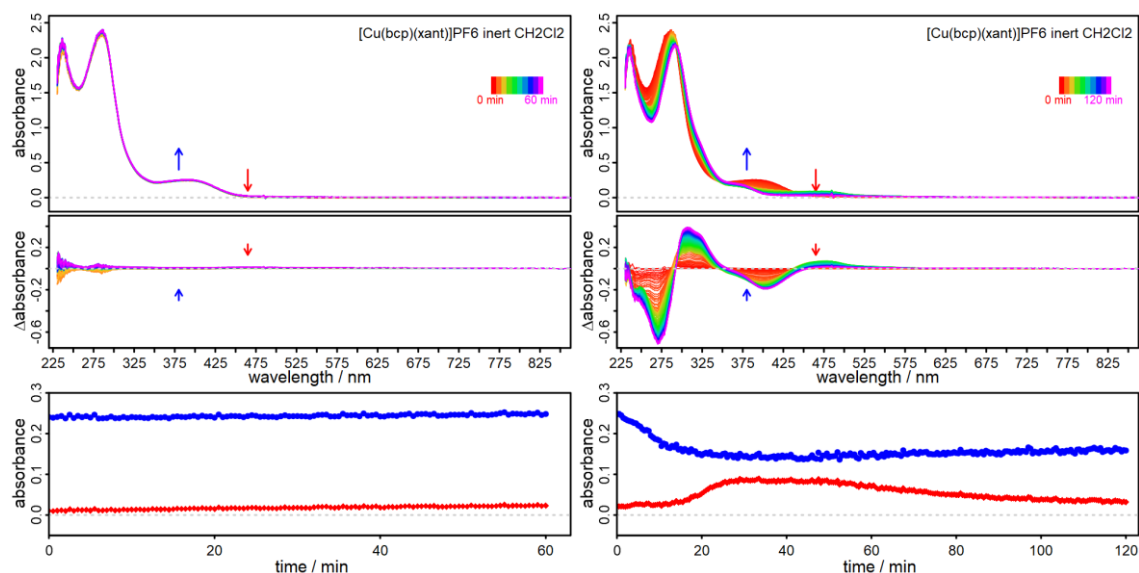 [Cu(bcp)(xant)]PF6 inert CH2Cl2
absorbance
0.0 0.5 1.0 1.5 2.0 2.5
0 min 60 min
Δabsorbance
-0.6 -0.2 0.2
225 275 325 375 425 475 525 575 625 675 725 775 825
wavelength / nm
absorbance
0.0 0.1 0.2 0.3
0 20 40 60
time / min
[Cu(bcp)(xant)]PF6 inert CH2Cl2
absorbance
0.0 0.5 1.0 1.5 2.0 2.5
0 min 120 min
Δabsorbance
-0.6 -0.2 0.2
225 275 325 375 425 475 525 575 625 675 725 775 825
wavelength / nm
absorbance
0.0 0.1 0.2 0.3
0 20 40 60 80 100 120
time / min